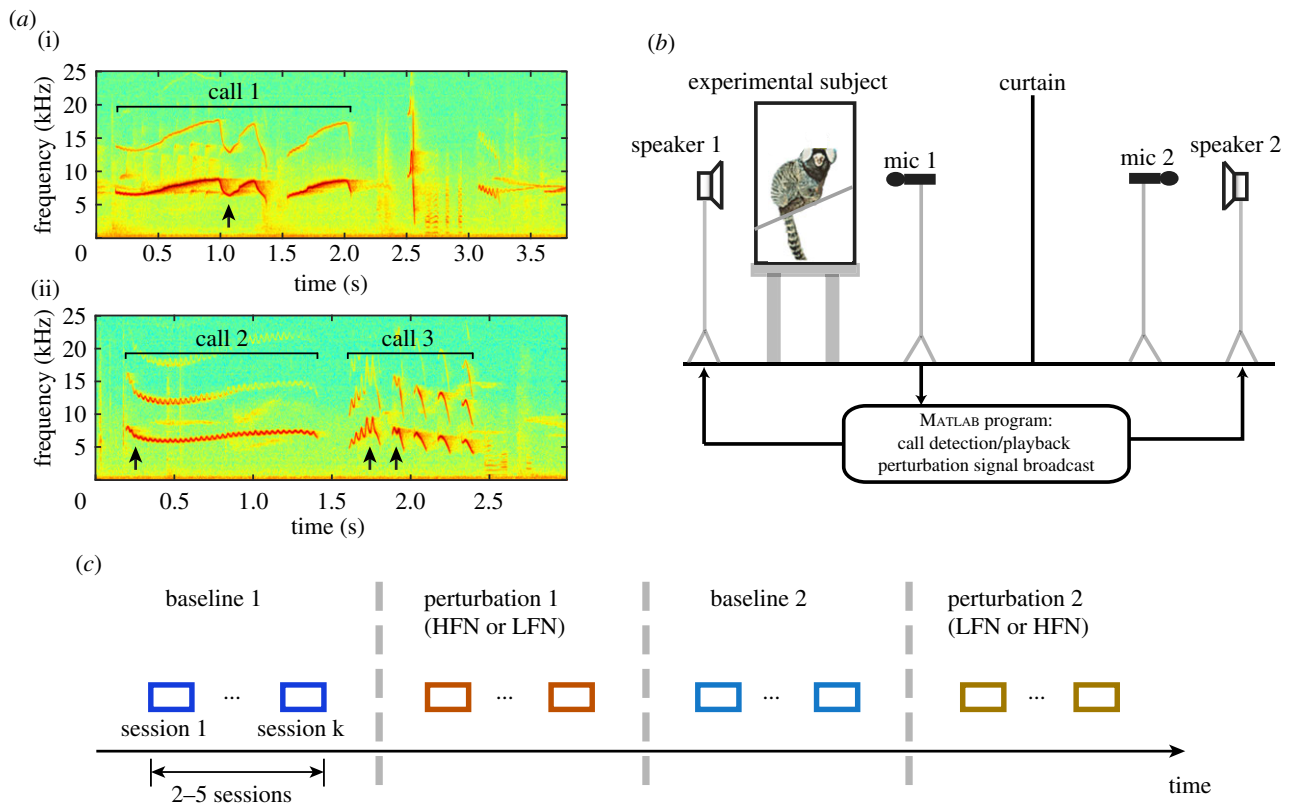 (a)
(i)
25
20
15
10
5
0
frequency (kHz)
call 1
0.5 1.0 1.5 2.0 2.5 3.0 3.5
time (s)
(ii)
25
20
15
10
5
0
frequency (kHz)
call 2 call 3
0.5 1.0 1.5 2.0 2.5
time (s)
(b)
experimental subject
curtain
speaker 1
mic 1
mic 2
speaker 2
MATLAB program:
call detection/playback
perturbation signal broadcast
(c)
baseline 1
perturbation 1
(HFN or LFN)
baseline 2
perturbation 2
(LFN or HFN)
... ... ... ...
session 1 session k
2–5 sessions
time